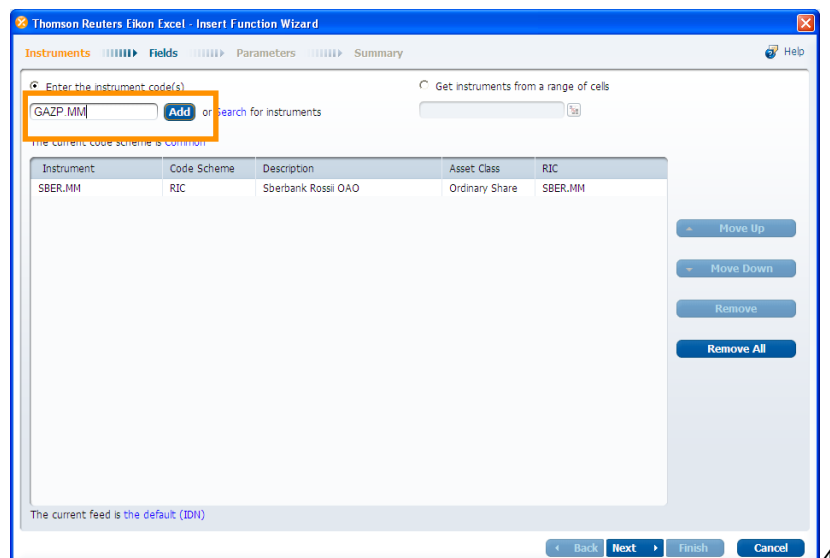 Thomson Reuters Eikon Excel - Insert Function Wizard
Instruments Fields Parameters Summary Help
Enter the instrument code(s) Get instruments from a range of cells
GAZP.MM Add or Search for instruments
The current code scheme is Common
Instrument Code Scheme Description Asset Class RIC
SBER.MM RIC Sberbank Rossii OAO Ordinary Share SBER.MM
Move Up
Move Down
Remove
Remove All
The current feed is the default (IDN)
Back Next Finish Cancel